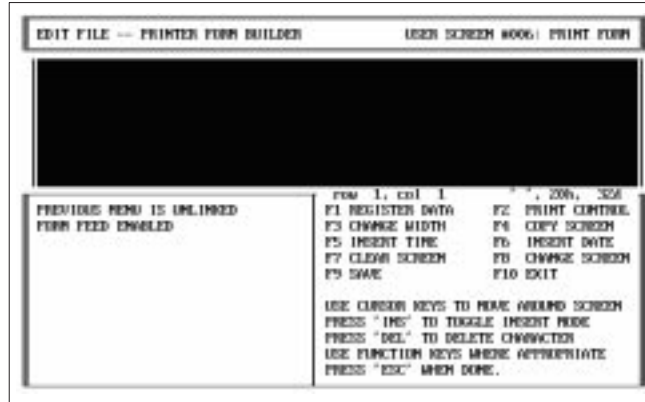 EDIT FILE -- PRINTER FORM BUILDER
USER SCREEN #006: PRINT FORM
row 1, col 1 " ", 20h, 32d
PREVIOUS MENU IS UNLINKED
FORM FEED ENABLED
F1 REGISTER DATA F2 PRINT CONTROL
F3 CHANGE WIDTH F4 COPY SCREEN
F5 INSERT TIME F6 INSERT DATE
F7 CLEAR SCREEN F8 CHANGE SCREEN
F9 SAVE F10 EXIT
USE CURSOR KEYS TO MOVE AROUND SCREEN
PRESS "INS" TO TOGGLE INSERT MODE
PRESS "DEL" TO DELETE CHARACTER
USE FUNCTION KEYS WHERE APPROPRIATE
PRESS "ESC" WHEN DONE.